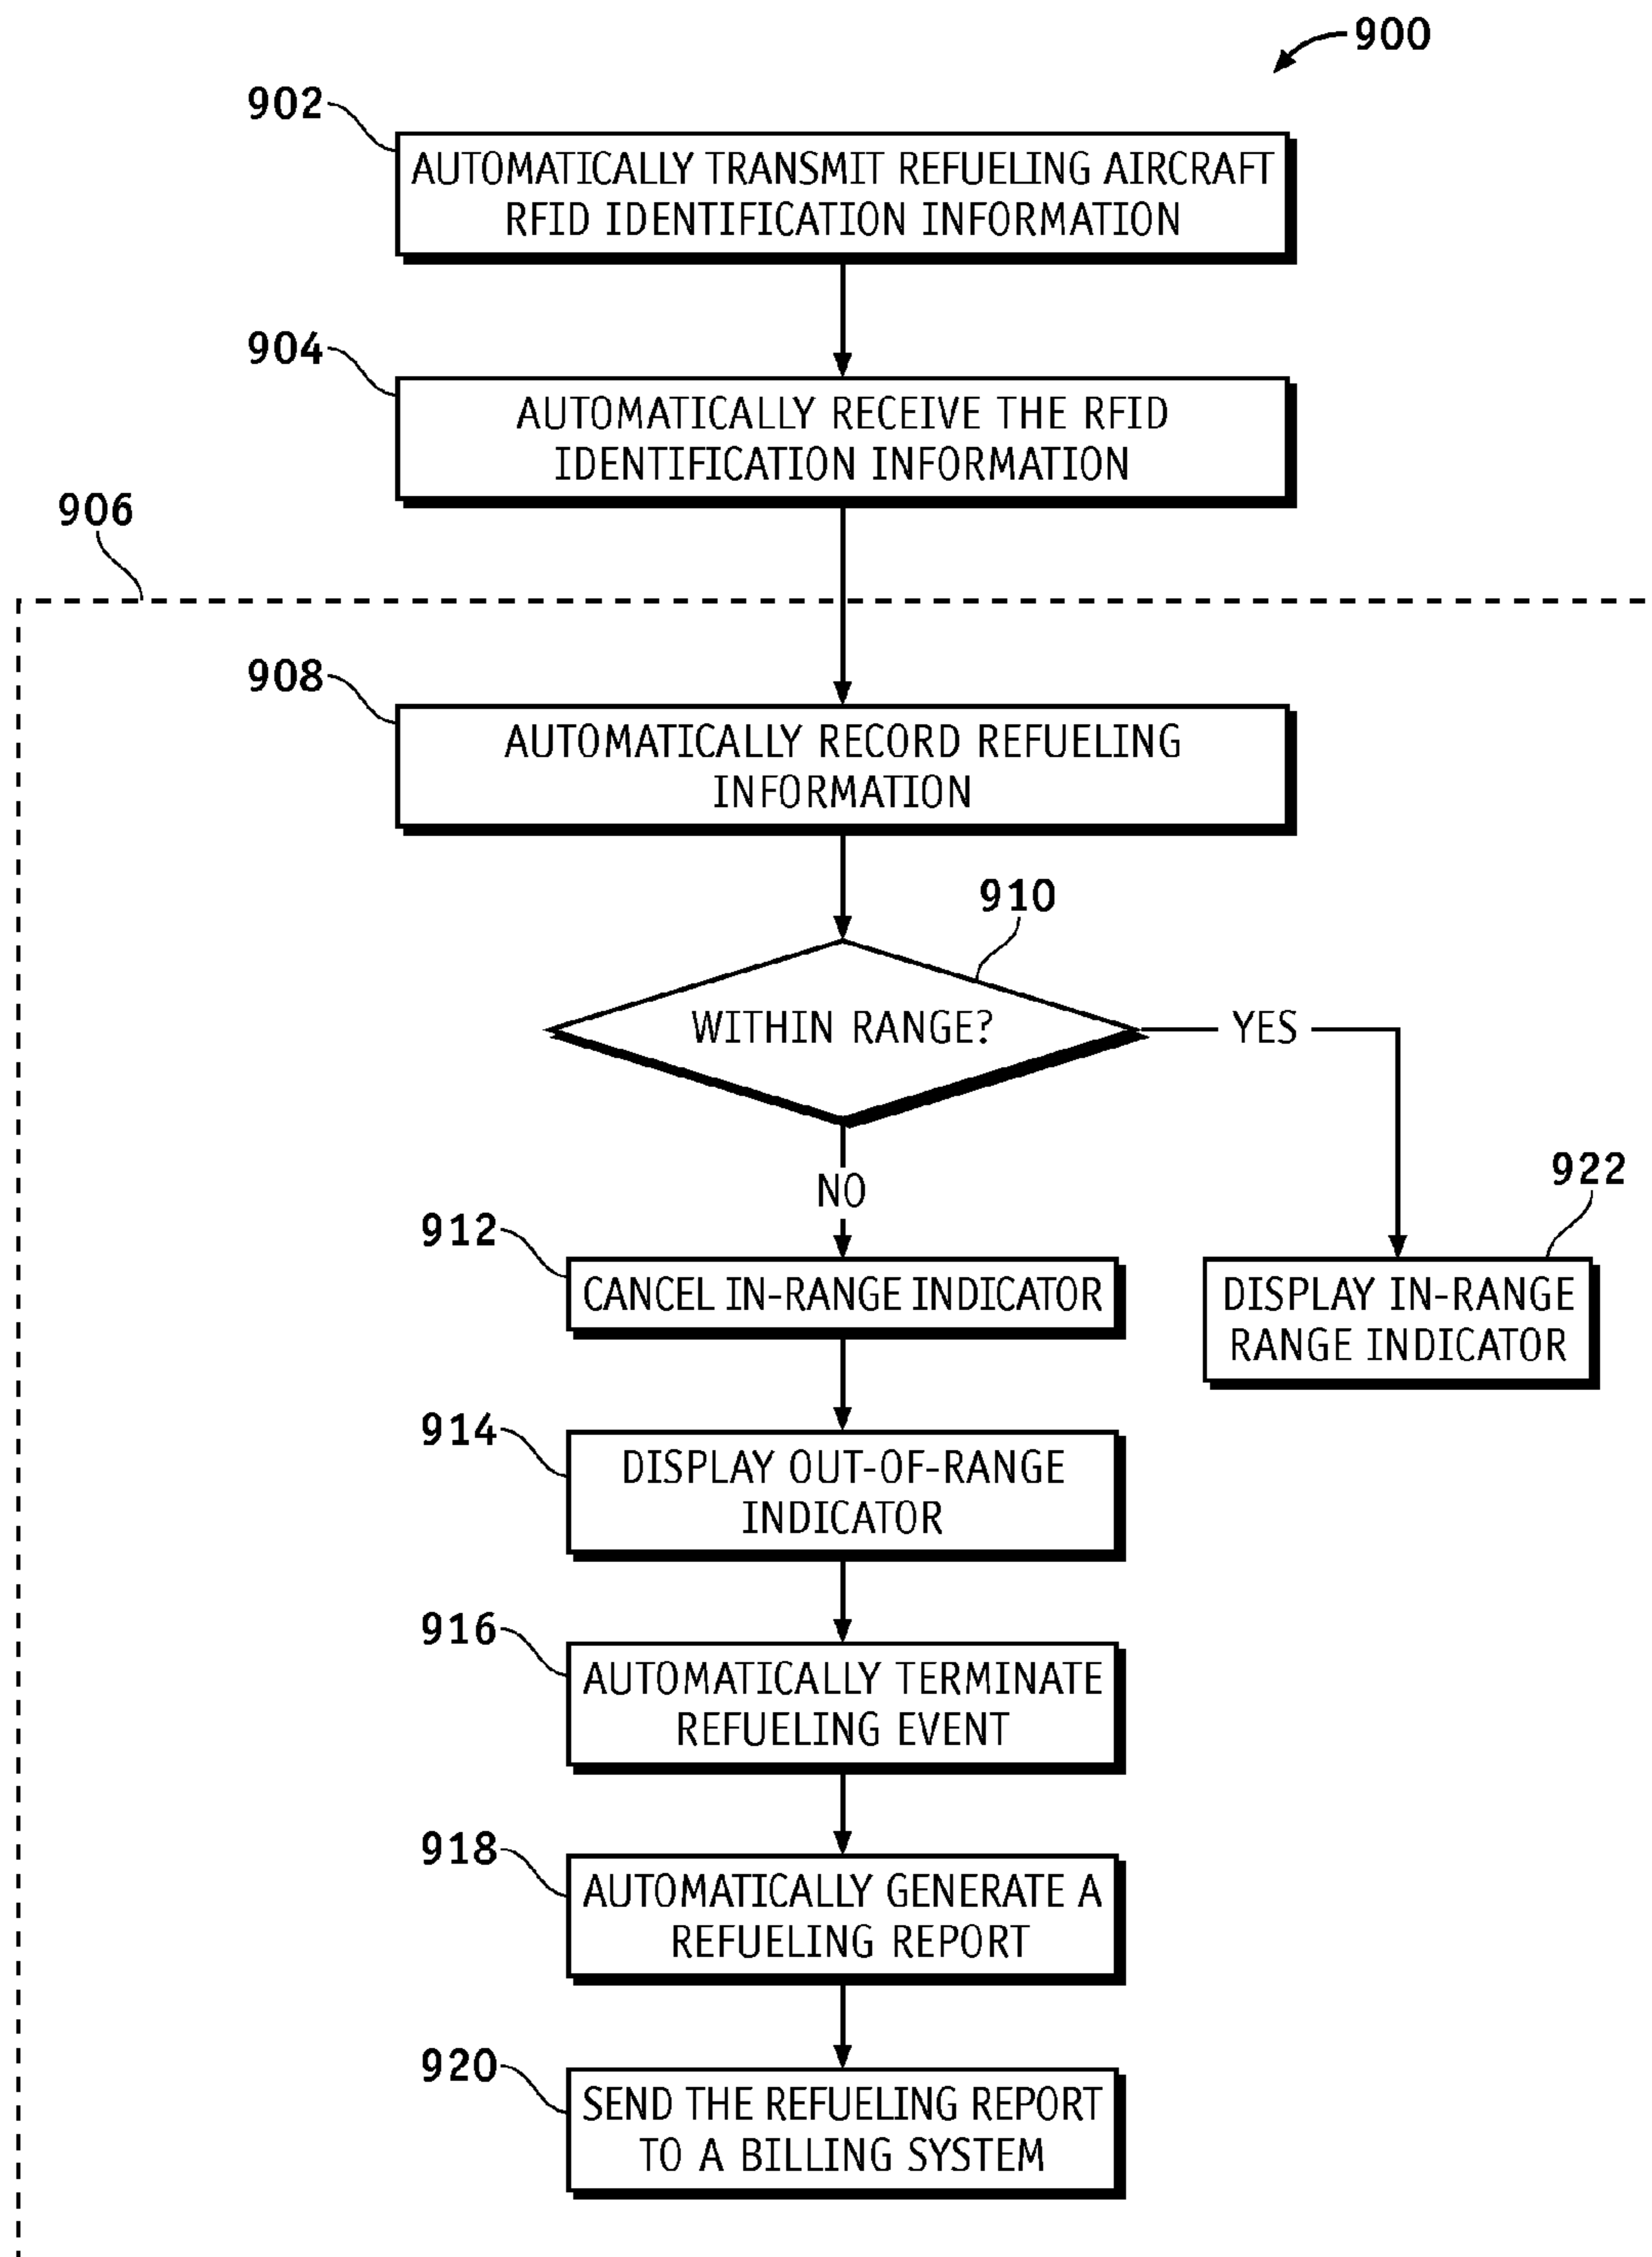 900
902
AUTOMATICALLY TRANSMIT REFUELING AIRCRAFT
RFID IDENTIFICATION INFORMATION
904
AUTOMATICALLY RECEIVE THE RFID
IDENTIFICATION INFORMATION
906
908
AUTOMATICALLY RECORD REFUELING
INFORMATION
910
WITHIN RANGE?
YES
NO
912
CANCEL IN-RANGE INDICATOR
922
DISPLAY IN-RANGE
RANGE INDICATOR
914
DISPLAY OUT-OF-RANGE
INDICATOR
916
AUTOMATICALLY TERMINATE
REFUELING EVENT
918
AUTOMATICALLY GENERATE A
REFUELING REPORT
920
SEND THE REFUELING REPORT
TO A BILLING SYSTEM